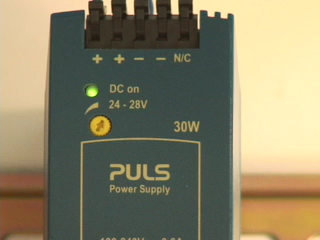 + + − − N/C
DC on
24 - 28V
30W
PULS
Power Supply